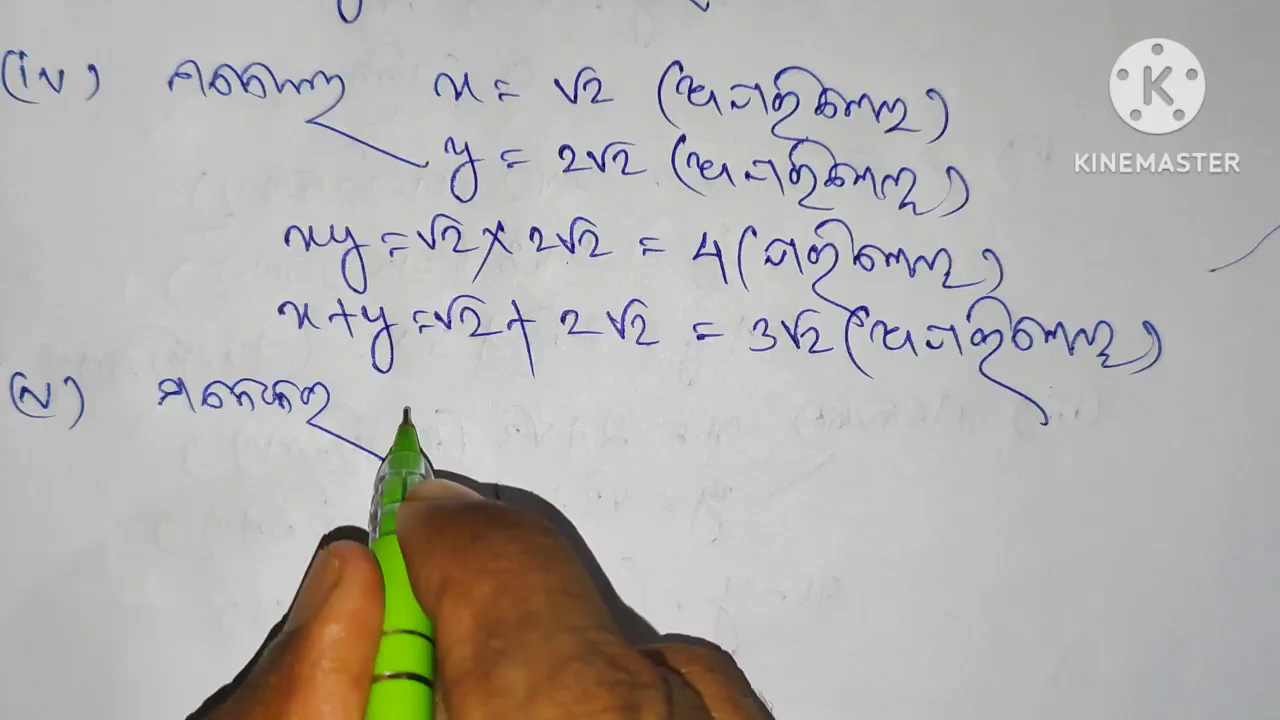 (iv) ମନେକର x = √2 (ଅପରିମେୟ)
y = 2√2 (ଅପରିମେୟ)
xy = √2 × 2√2 = 4 (ପରିମେୟ)
x + y = √2 + 2√2 = 3√2 (ଅପରିମେୟ)
(v) ମନେକର
K
KINEMASTER